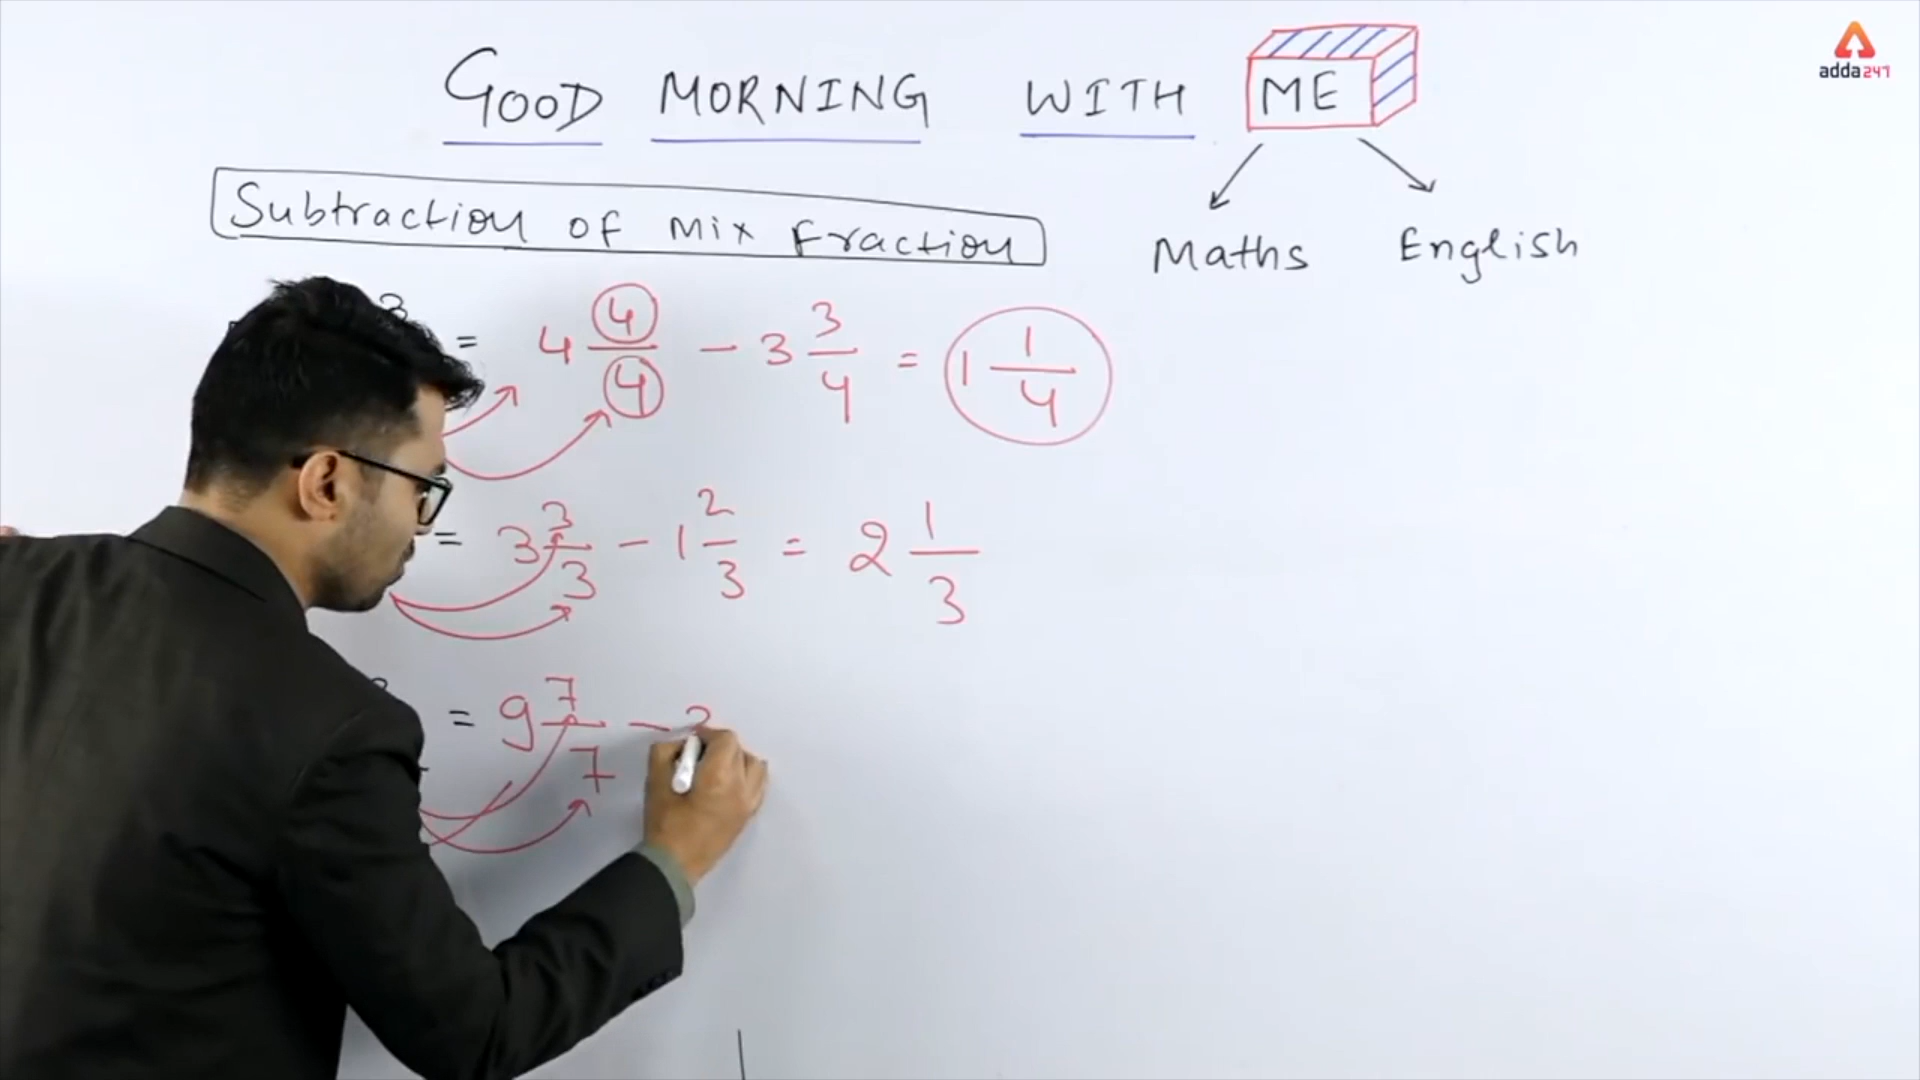 GOOD MORNING WITH ME
adda247
Maths English
Subtraction of Mix Fraction
= 4 4/4 - 3 3/4 = 1 1/4
= 3 3/3 - 1 2/3 = 2 1/3
= 9 7/7 -